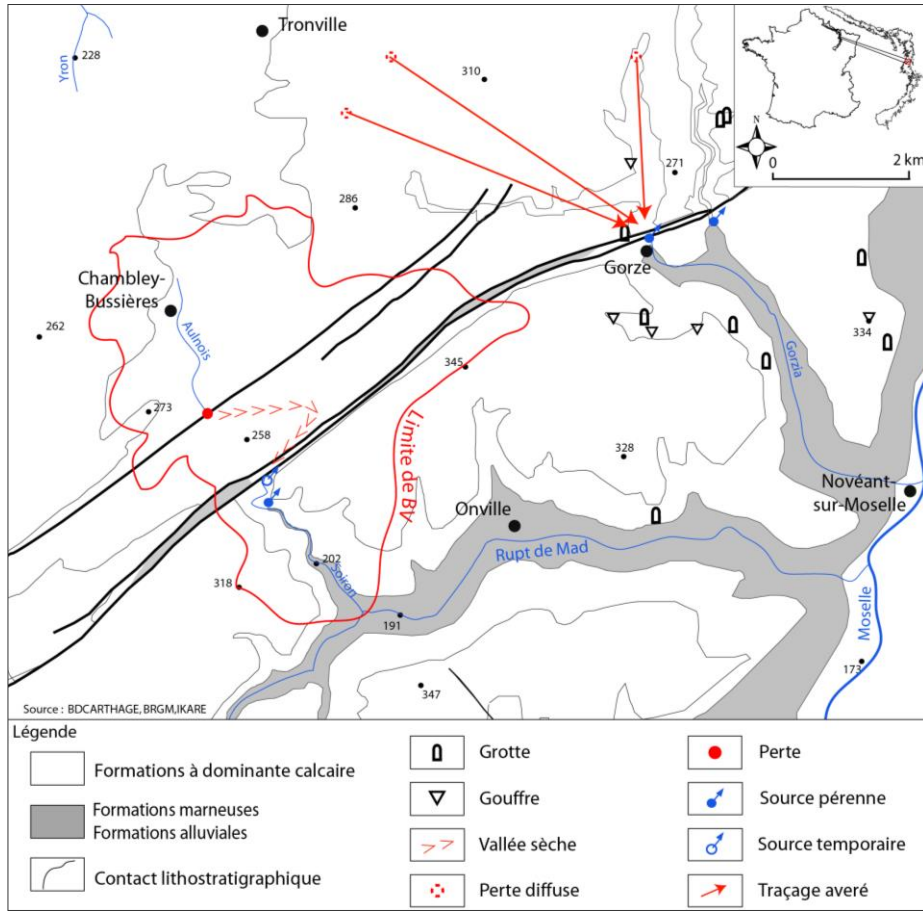 Tronville
Yron
228
310
N
0
2 km
271
286
Gorze
Chambley-
Bussières
262
Aulnois
334
345
Gorzia
273
258
Limite de BV
328
Novéant-
sur-Moselle
Onville
Rupt de Mad
202
Soiron
318
191
Moselle
173
347
Source : BDCARTHAGE, BRGM,IKARE
Légende
Formations à dominante calcaire
Formations marneuses
Formations alluviales
Contact lithostratigraphique
Grotte
Gouffre
Vallée sèche
Perte diffuse
Perte
Source pérenne
Source temporaire
Traçage averé